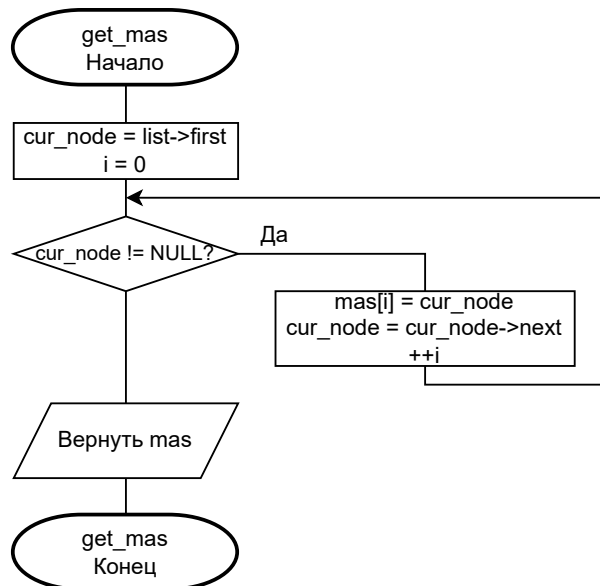 get_mas
Начало
cur_node = list->first
i = 0
cur_node != NULL?
Да
mas[i] = cur_node
cur_node = cur_node->next
++i
Вернуть mas
get_mas
Конец